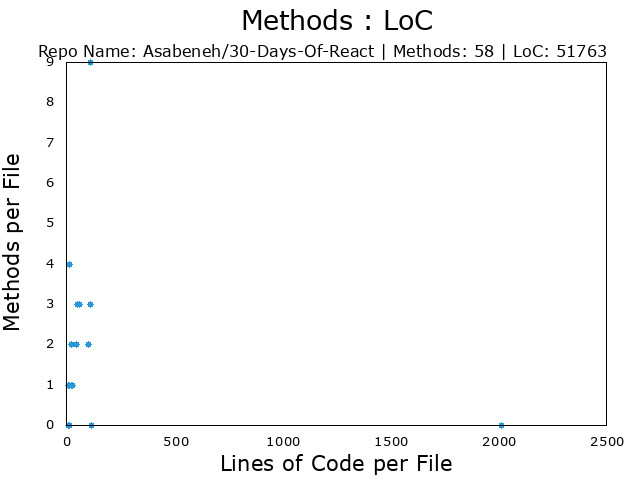 Methods : LoC
Repo Name: Asabeneh/30-Days-Of-React | Methods: 58 | LoC: 51763
9
8
7
6
5
4
3
2
1
0
Methods per File
0 500 1000 1500 2000 2500
Lines of Code per File